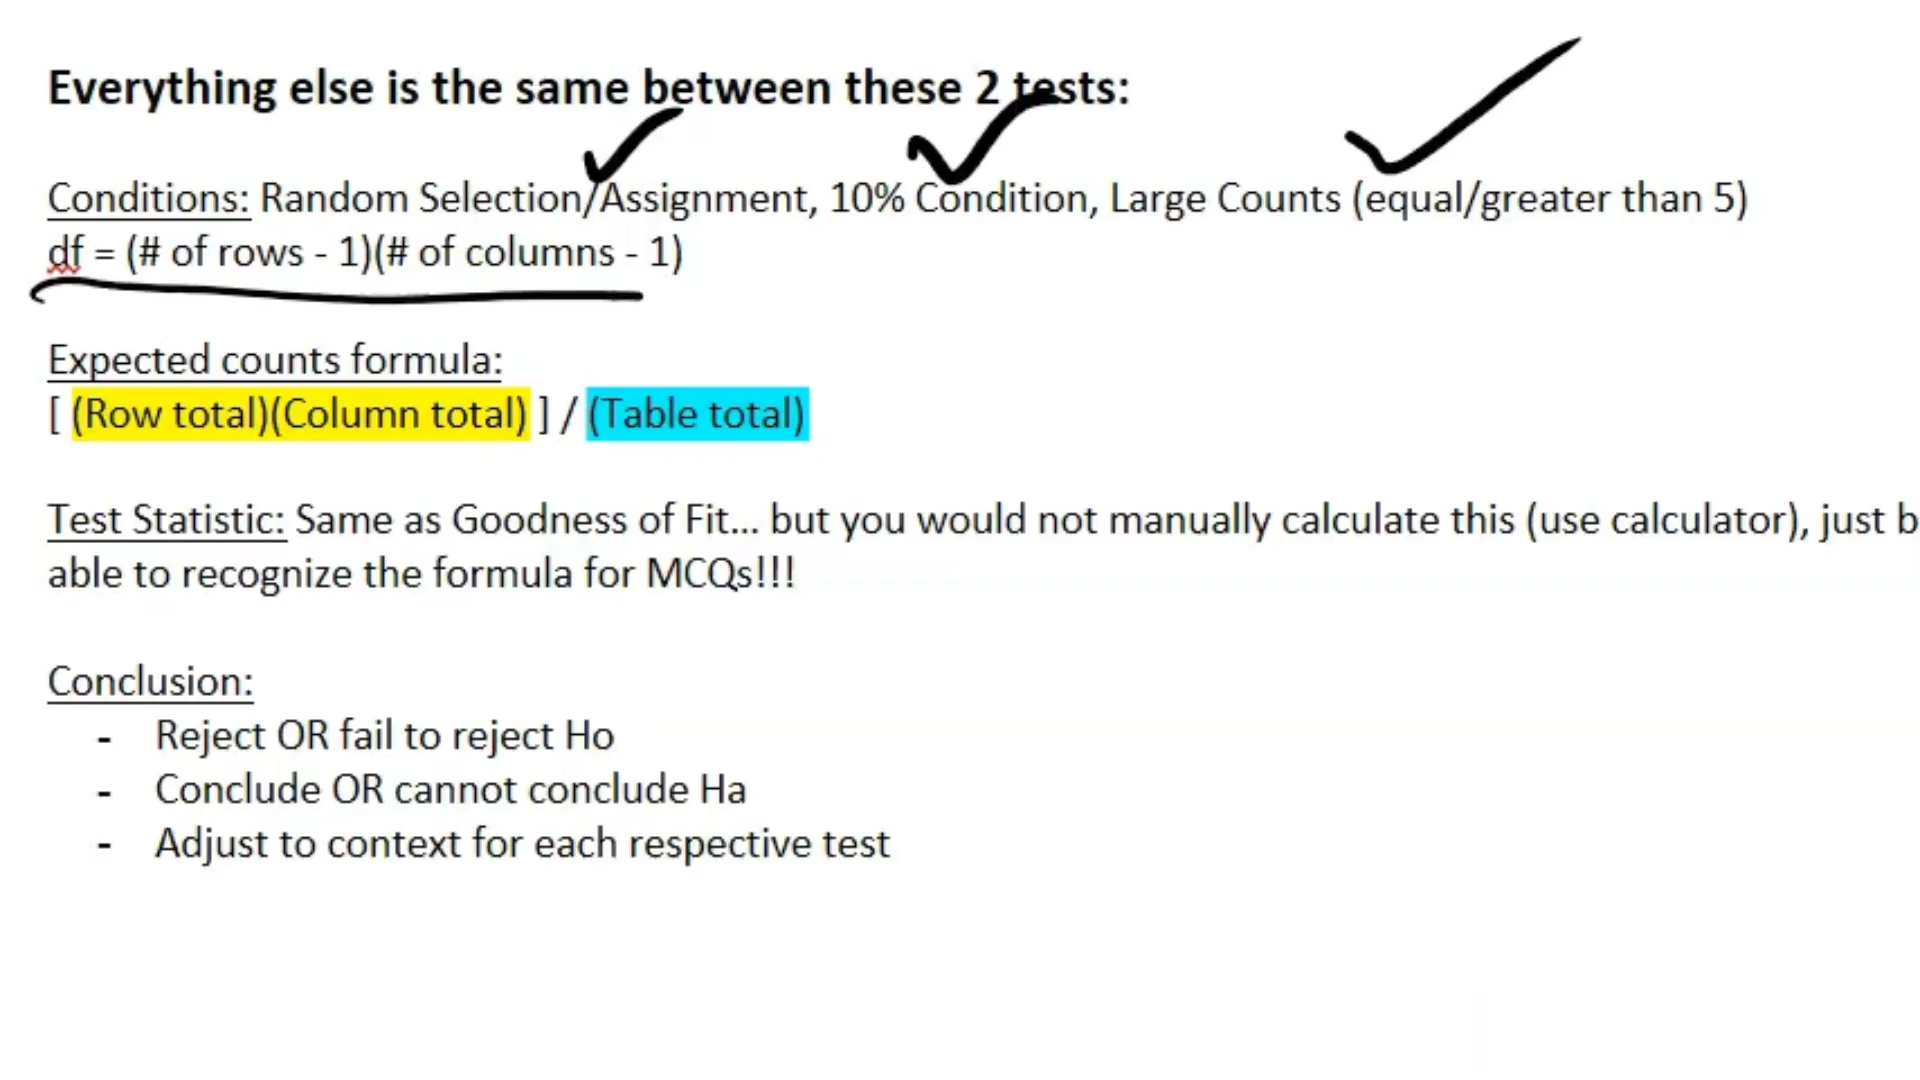 Everything else is the same between these 2 tests:
Conditions: Random Selection/Assignment, 10% Condition, Large Counts (equal/greater than 5)
df = (# of rows - 1)(# of columns - 1)
Expected counts formula:
[ (Row total)(Column total) ] / (Table total)
Test Statistic: Same as Goodness of Fit... but you would not manually calculate this (use calculator), just b
able to recognize the formula for MCQs!!!
Conclusion:
- Reject OR fail to reject Ho
- Conclude OR cannot conclude Ha
- Adjust to context for each respective test